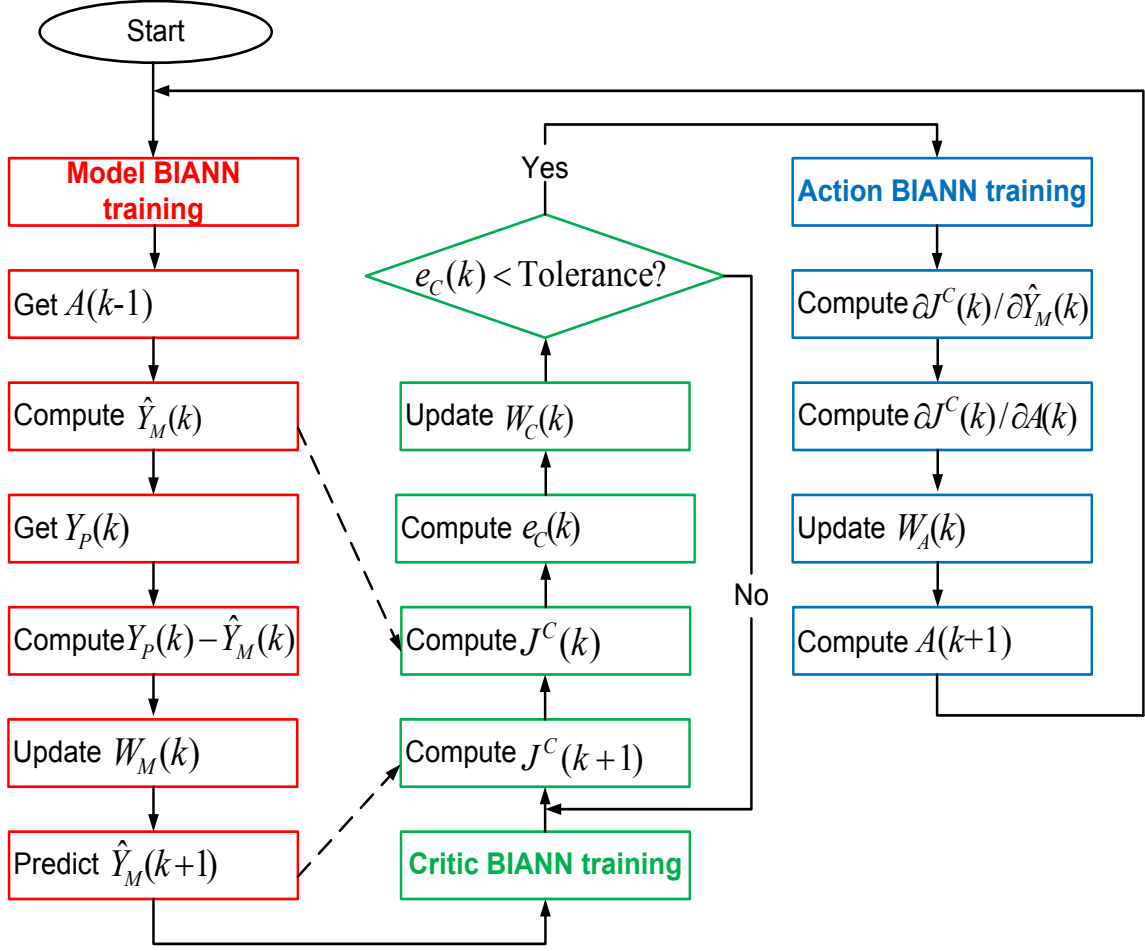 Start
Model BIANN
training
Get A(k-1)
Compute Ŷ_M(k)
Get Y_P(k)
Compute Y_P(k) − Ŷ_M(k)
Update W_M(k)
Predict Ŷ_M(k+1)
Critic BIANN training
Compute J^C(k+1)
Compute J^C(k)
Compute e_C(k)
Update W_C(k)
e_C(k) < Tolerance?
Yes
No
Action BIANN training
Compute ∂J^C(k)/∂Ŷ_M(k)
Compute ∂J^C(k)/∂A(k)
Update W_A(k)
Compute A(k+1)